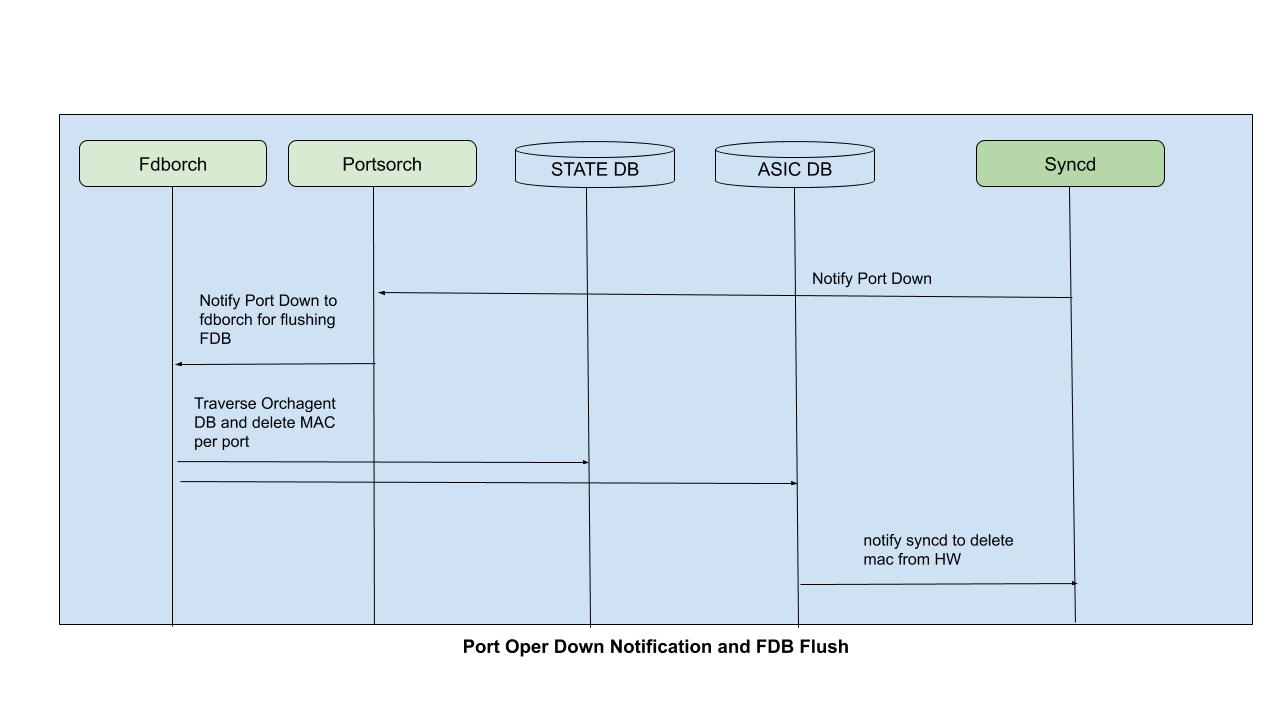 Fdborch
Portsorch
STATE DB
ASIC DB
Syncd
Notify Port Down
Notify Port Down to
fdborch for flushing
FDB
Traverse Orchagent
DB and delete MAC
per port
notify syncd to delete
mac from HW
Port Oper Down Notification and FDB Flush